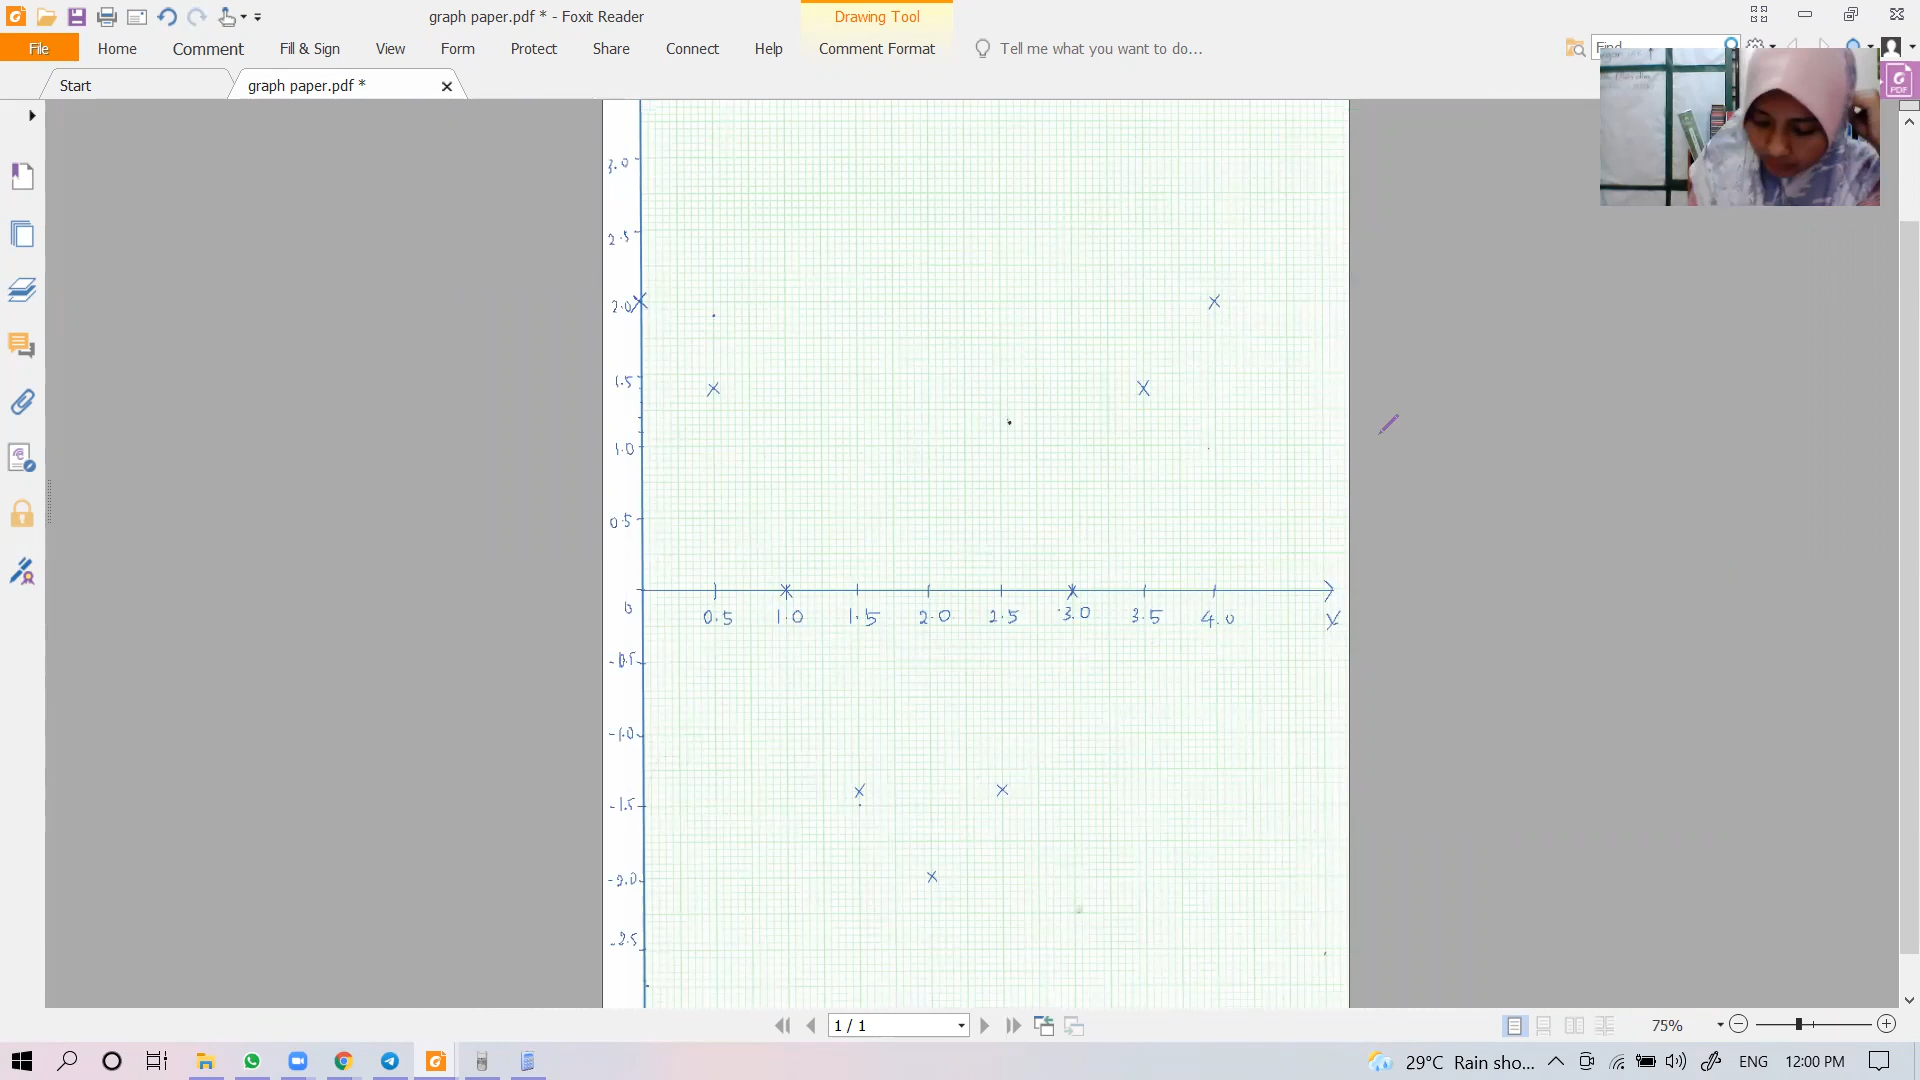 graph paper.pdf * - Foxit Reader
Drawing Tool
File Home Comment Fill & Sign View Form Protect Share Connect Help Comment Format Tell me what you want to do... Find
Start graph paper.pdf *
PDF
3.0
2.5
2.0
1.5
1.0
0.5
0
0.5 1.0 1.5 2.0 2.5 3.0 3.5 4.0
-0.5
-1.0
-1.5
-2.0
-2.5
1 / 1
75%
29°C Rain sho... ENG 12:00 PM